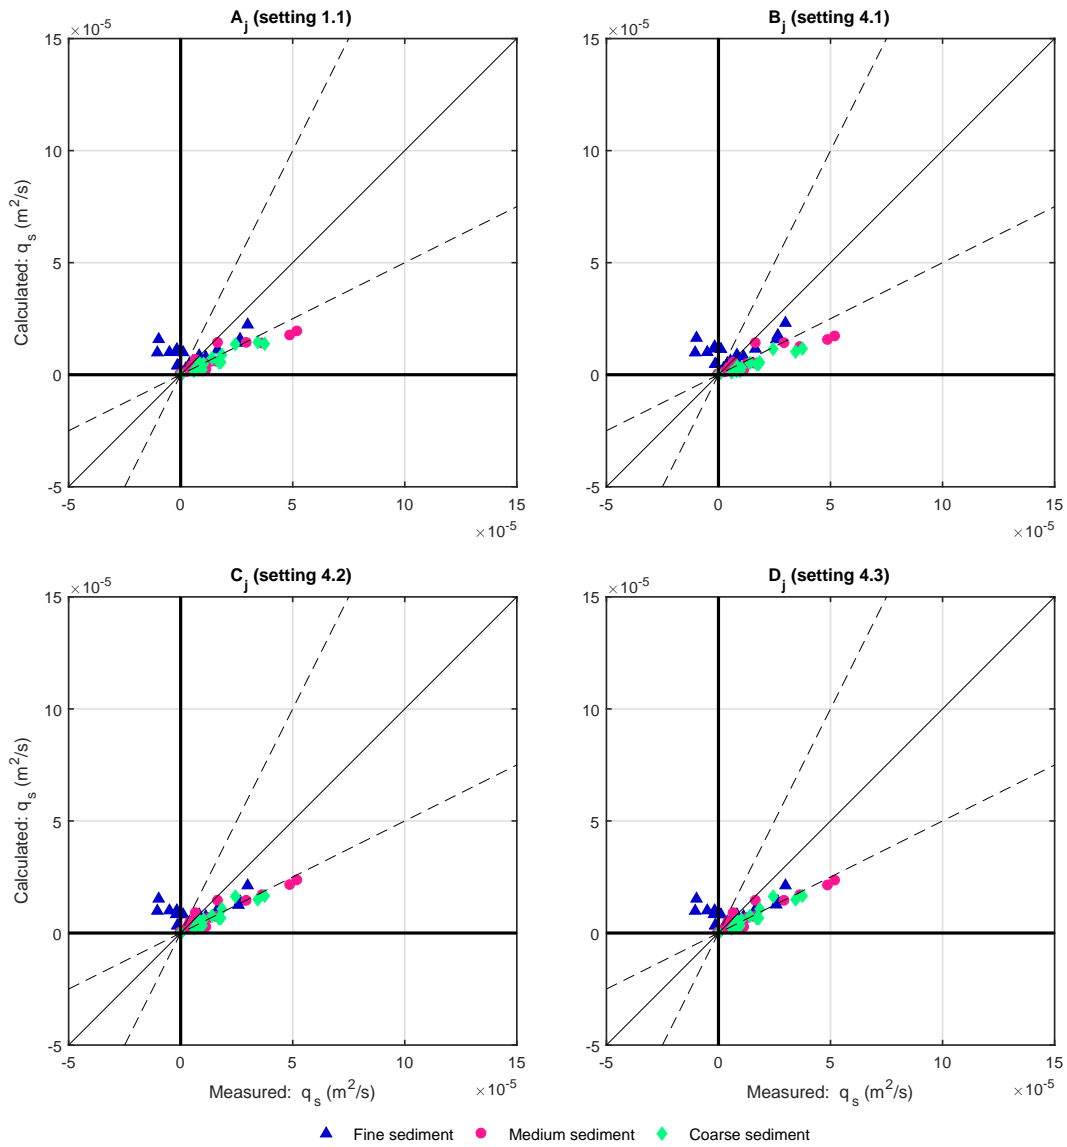 A_j (setting 1.1)
×10^-5
15
10
5
0
-5
Calculated: q_s (m^2/s)
-5 0 5 10 15
×10^-5
B_j (setting 4.1)
×10^-5
15
10
5
0
-5
-5 0 5 10 15
×10^-5
C_j (setting 4.2)
×10^-5
15
10
5
0
-5
Calculated: q_s (m^2/s)
-5 0 5 10 15
×10^-5
Measured: q_s (m^2/s)
D_j (setting 4.3)
×10^-5
15
10
5
0
-5
-5 0 5 10 15
×10^-5
Measured: q_s (m^2/s)
Fine sediment Medium sediment Coarse sediment